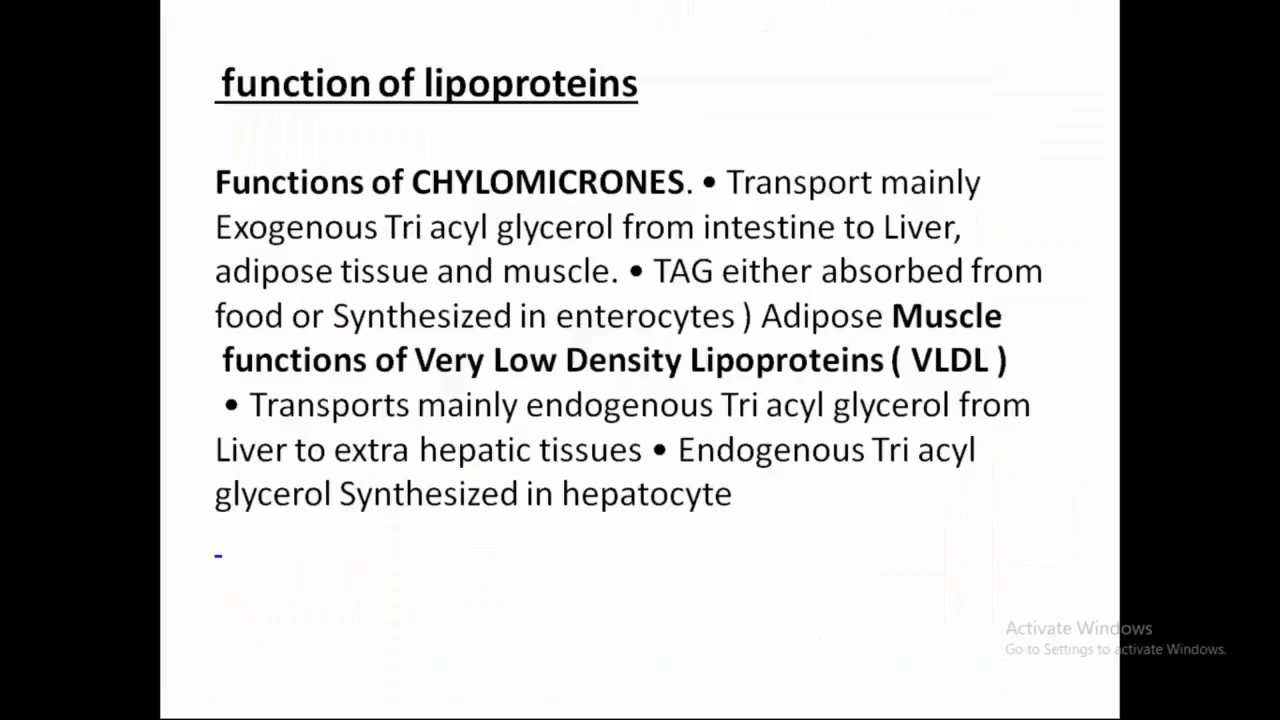 function of lipoproteins
Functions of CHYLOMICRONES. • Transport mainly
Exogenous Tri acyl glycerol from intestine to Liver,
adipose tissue and muscle. • TAG either absorbed from
food or Synthesized in enterocytes ) Adipose Muscle
functions of Very Low Density Lipoproteins ( VLDL )
• Transports mainly endogenous Tri acyl glycerol from
Liver to extra hepatic tissues • Endogenous Tri acyl
glycerol Synthesized in hepatocyte
Activate Windows
Go to Settings to activate Windows.